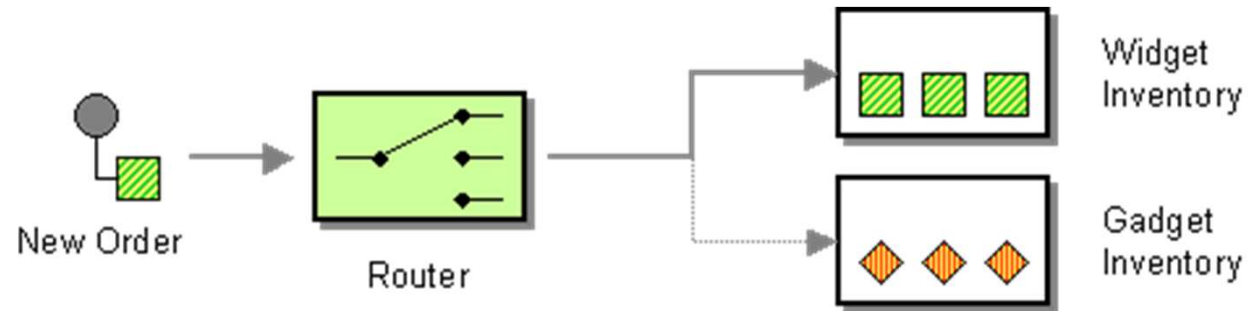 New Order
Router
Widget
Inventory
Gadget
Inventory